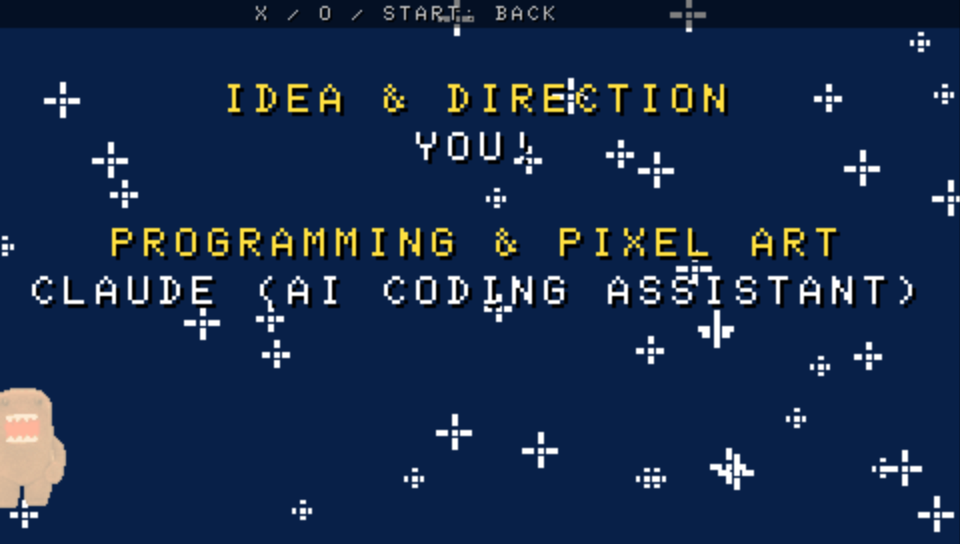 X / O / START: BACK
IDEA & DIRECTION
YOU!
PROGRAMMING & PIXEL ART
CLAUDE (AI CODING ASSISTANT)